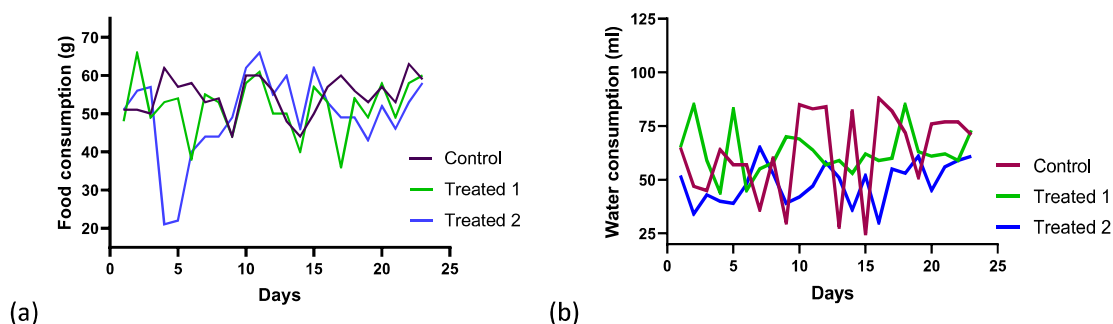 Food consumption (g)
70
60
50
40
30
20
0
5
10
15
20
25
Days
Control
Treated 1
Treated 2
(a)
Water consumption (ml)
125
100
75
50
25
0
5
10
15
20
25
Days
Control
Treated 1
Treated 2
(b)